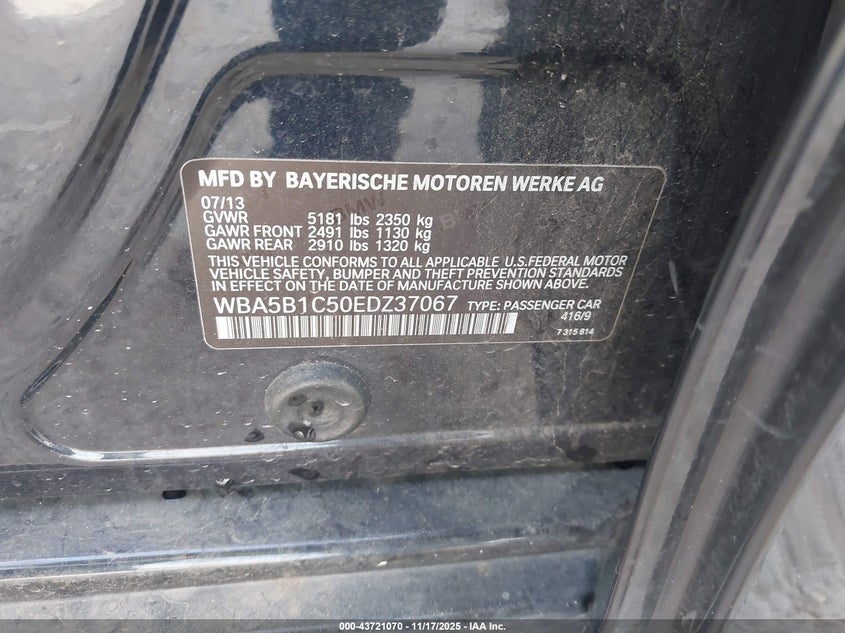 MFD BY BAYERISCHE MOTOREN WERKE AG
07/13
GVWR 5181 lbs 2350 kg
GAWR FRONT 2491 lbs 1130 kg
GAWR REAR 2910 lbs 1320 kg
THIS VEHICLE CONFORMS TO ALL APPLICABLE U.S.FEDERAL MOTOR
VEHICLE SAFETY, BUMPER AND THEFT PREVENTION STANDARDS
IN EFFECT ON THE DATE OF MANUFACTURE SHOWN ABOVE.
WBA5B1C50EDZ37067 TYPE: PASSENGER CAR
416/9
7 315 814
000-43721070 - 11/17/2025 - IAA Inc.